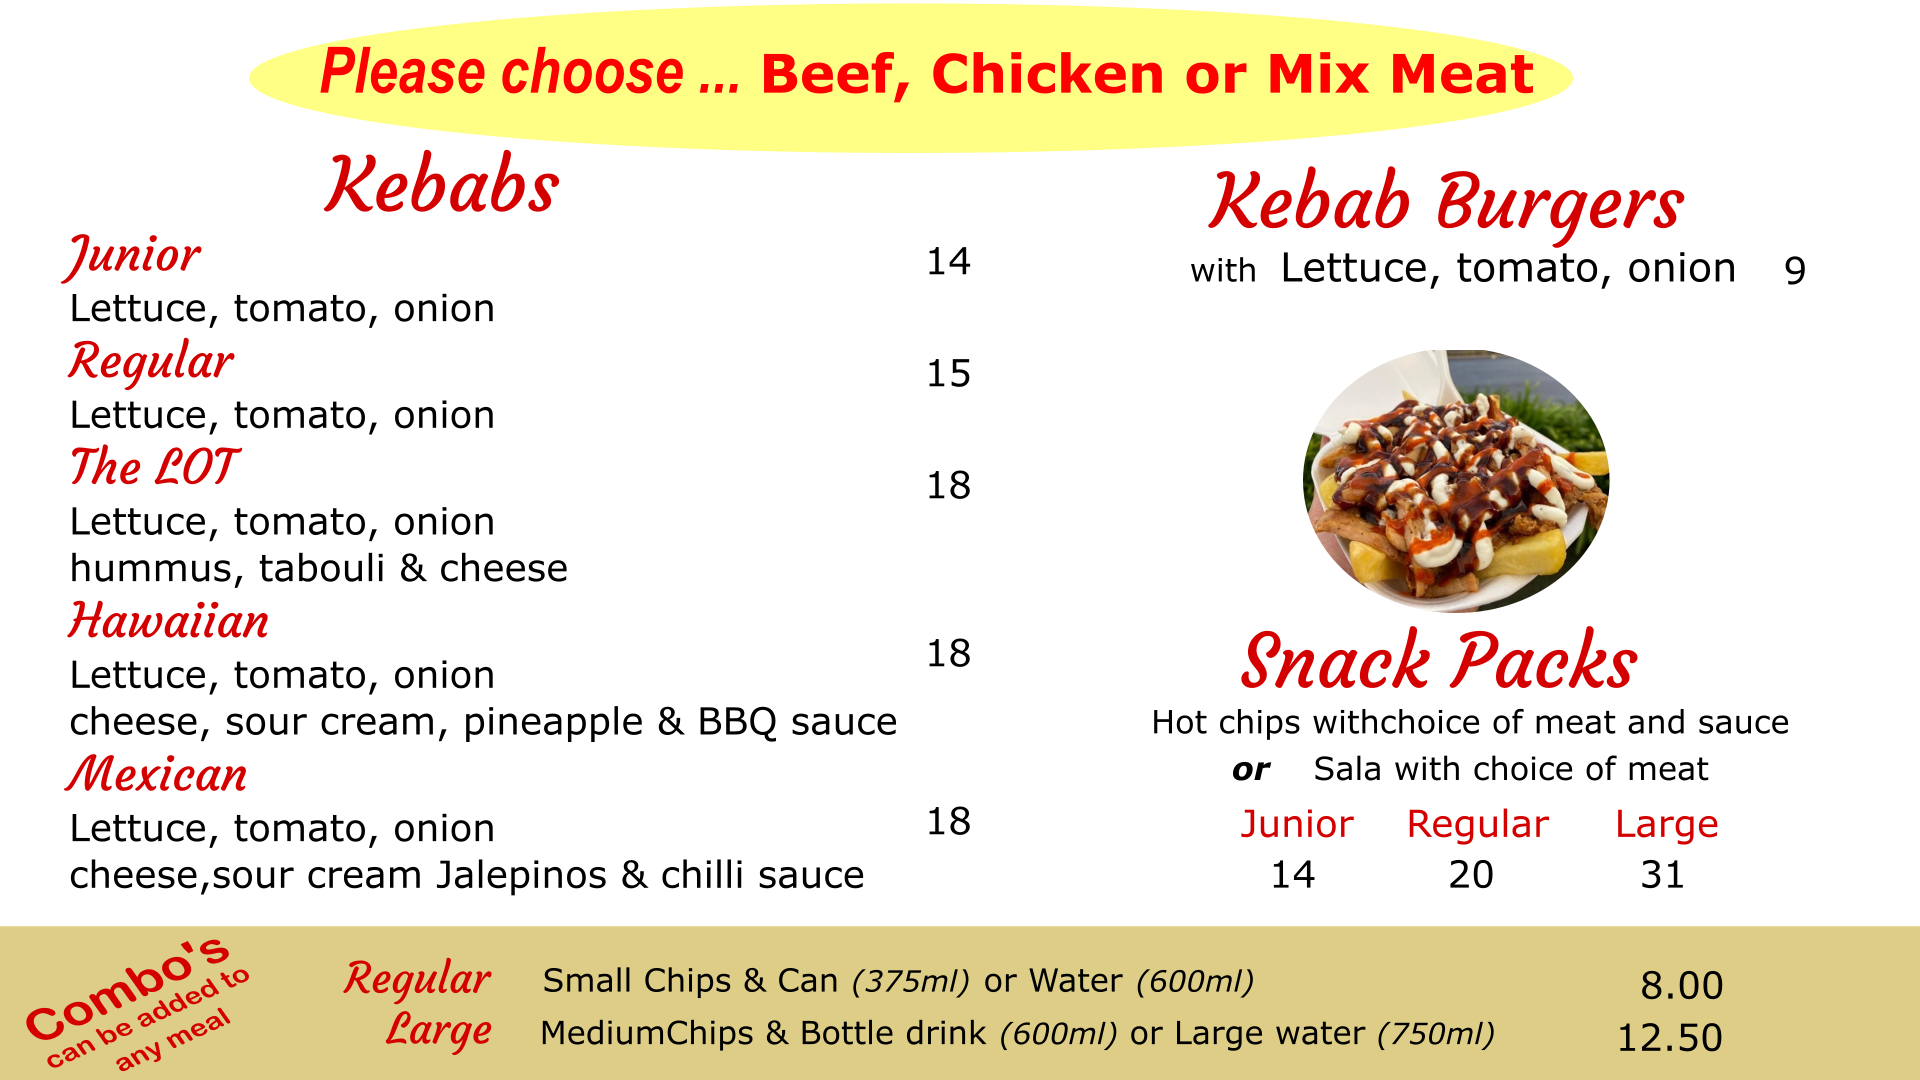 Please choose ... Beef, Chicken or Mix Meat
Kebabs
Junior 14
Lettuce, tomato, onion
Regular 15
Lettuce, tomato, onion
The LOT 18
Lettuce, tomato, onion
hummus, tabouli & cheese
Hawaiian 18
Lettuce, tomato, onion
cheese, sour cream, pineapple & BBQ sauce
Mexican 18
Lettuce, tomato, onion
cheese,sour cream Jalepinos & chilli sauce
Kebab Burgers
with Lettuce, tomato, onion 9
Snack Packs
Hot chips withchoice of meat and sauce
or Sala with choice of meat
Junior Regular Large
14 20 31
Combo's
can be added to
any meal
Regular Small Chips & Can (375ml) or Water (600ml) 8.00
Large MediumChips & Bottle drink (600ml) or Large water (750ml) 12.50